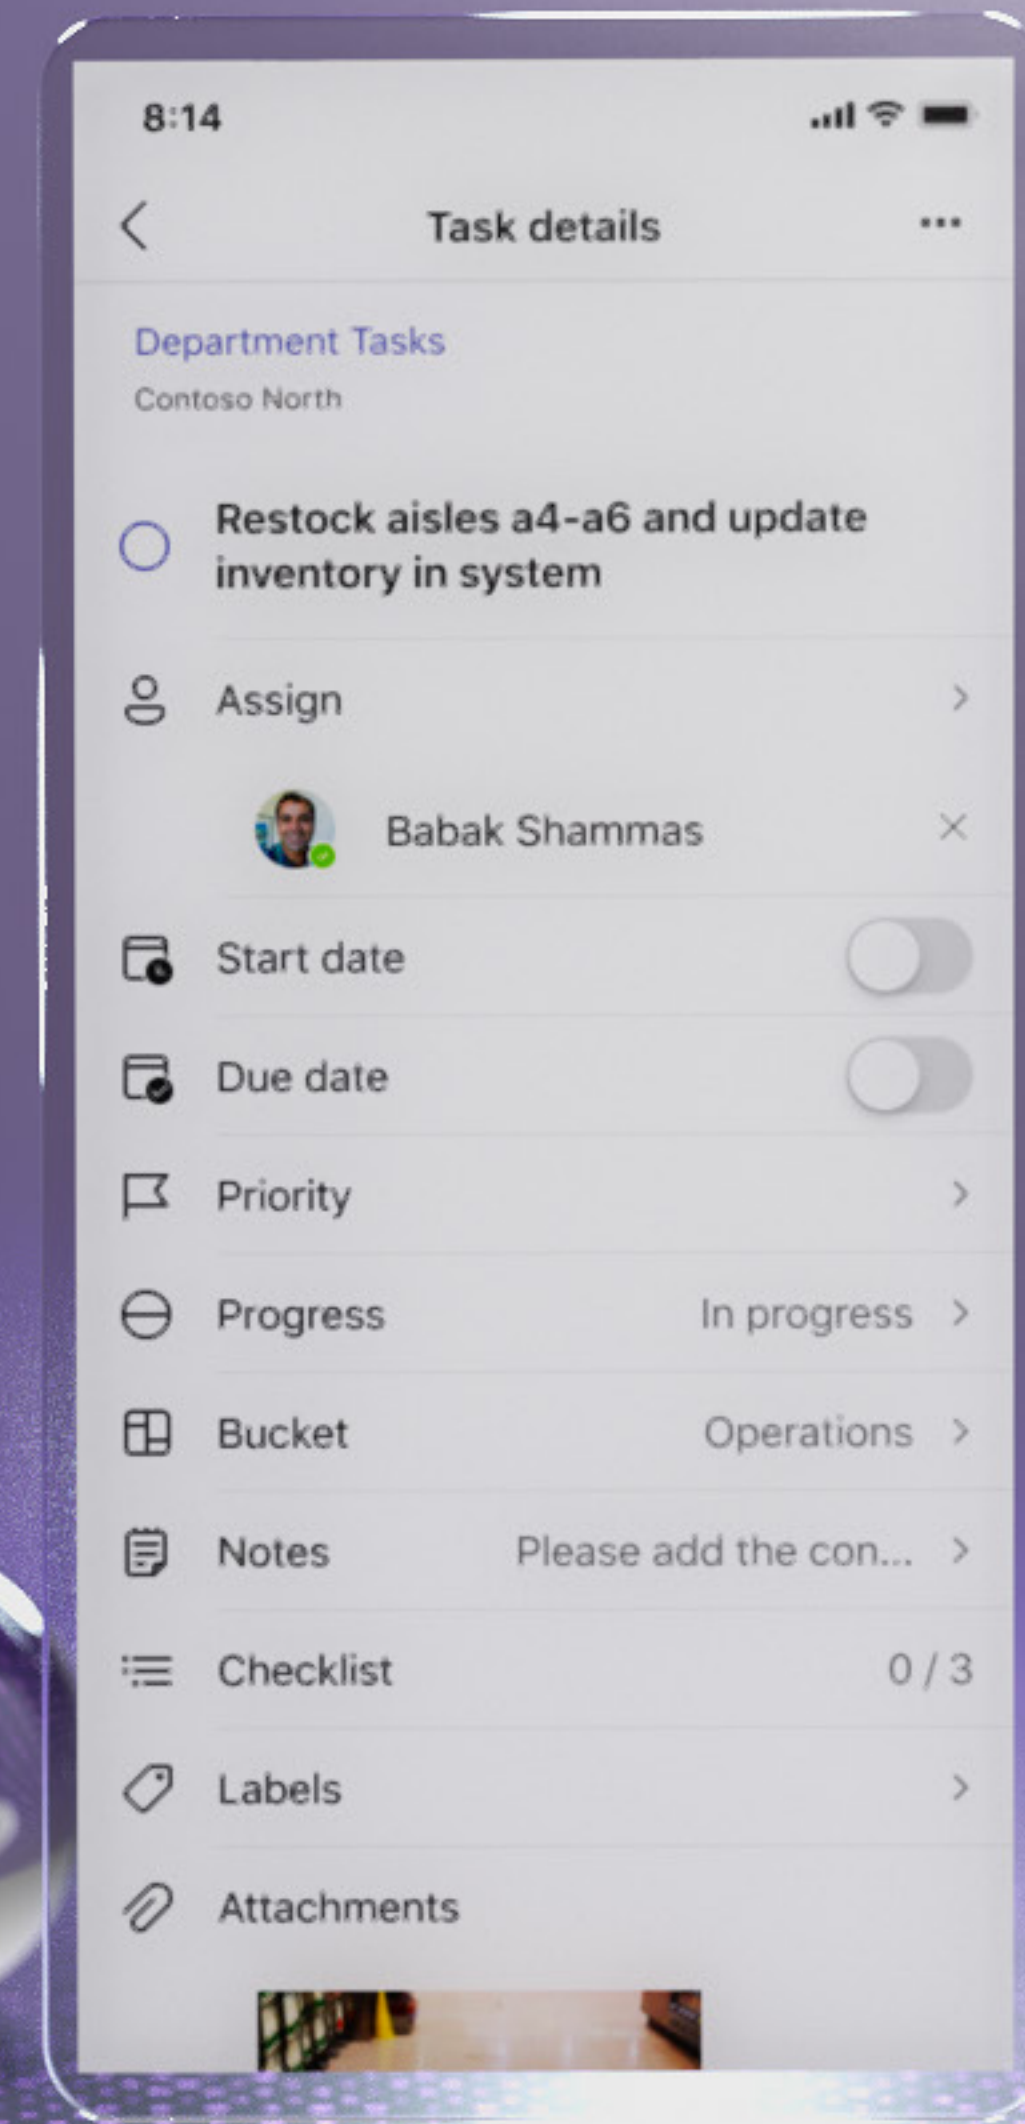 8:14
Task details
Department Tasks
Contoso North
Restock aisles a4-a6 and update
inventory in system
Assign
Babak Shammas
Start date
Due date
Priority
Progress In progress
Bucket Operations
Notes Please add the con...
Checklist 0 / 3
Labels
Attachments